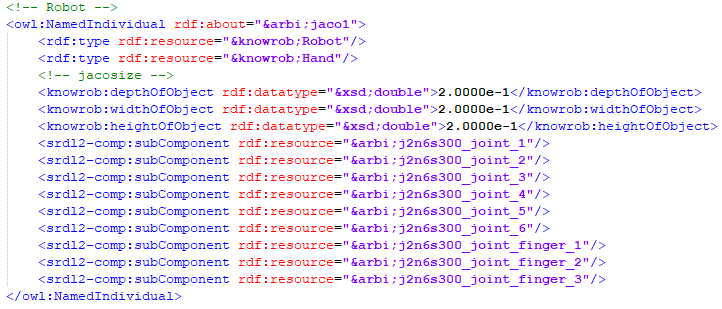 <!-- Robot -->
<owl:NamedIndividual rdf:about="&arbi;jaco1">
<rdf:type rdf:resource="&knowrob;Robot"/>
<rdf:type rdf:resource="&knowrob;Hand"/>
<!-- jacosize -->
<knowrob:depthOfObject rdf:datatype="&xsd;double">2.0000e-1</knowrob:depthOfObject>
<knowrob:widthOfObject rdf:datatype="&xsd;double">2.0000e-1</knowrob:widthOfObject>
<knowrob:heightOfObject rdf:datatype="&xsd;double">2.0000e-1</knowrob:heightOfObject>
<srdl2-comp:subComponent rdf:resource="&arbi;j2n6s300_joint_1"/>
<srdl2-comp:subComponent rdf:resource="&arbi;j2n6s300_joint_2"/>
<srdl2-comp:subComponent rdf:resource="&arbi;j2n6s300_joint_3"/>
<srdl2-comp:subComponent rdf:resource="&arbi;j2n6s300_joint_4"/>
<srdl2-comp:subComponent rdf:resource="&arbi;j2n6s300_joint_5"/>
<srdl2-comp:subComponent rdf:resource="&arbi;j2n6s300_joint_6"/>
<srdl2-comp:subComponent rdf:resource="&arbi;j2n6s300_joint_finger_1"/>
<srdl2-comp:subComponent rdf:resource="&arbi;j2n6s300_joint_finger_2"/>
<srdl2-comp:subComponent rdf:resource="&arbi;j2n6s300_joint_finger_3"/>
</owl:NamedIndividual>